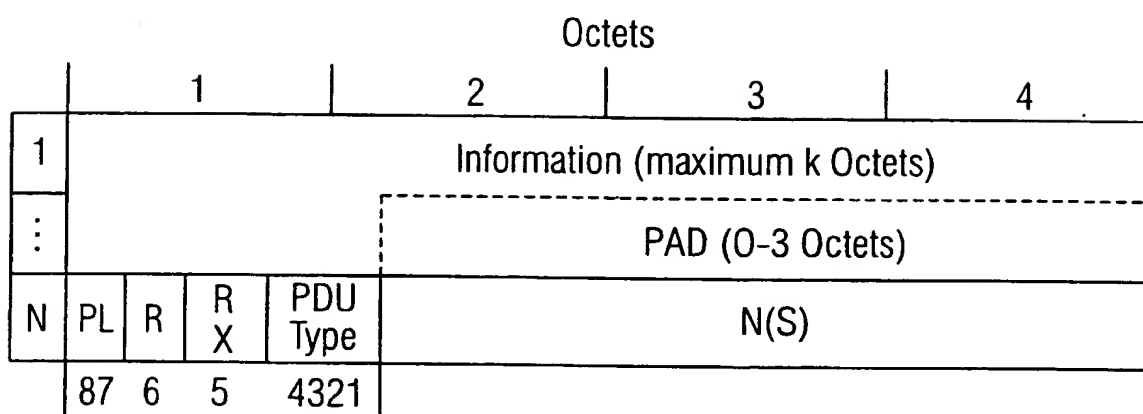 Octets
1 2 3 4
1 Information (maximum k Octets)
⋮ PAD (0-3 Octets)
N PL R R X PDU Type N(S)
87 6 5 4321